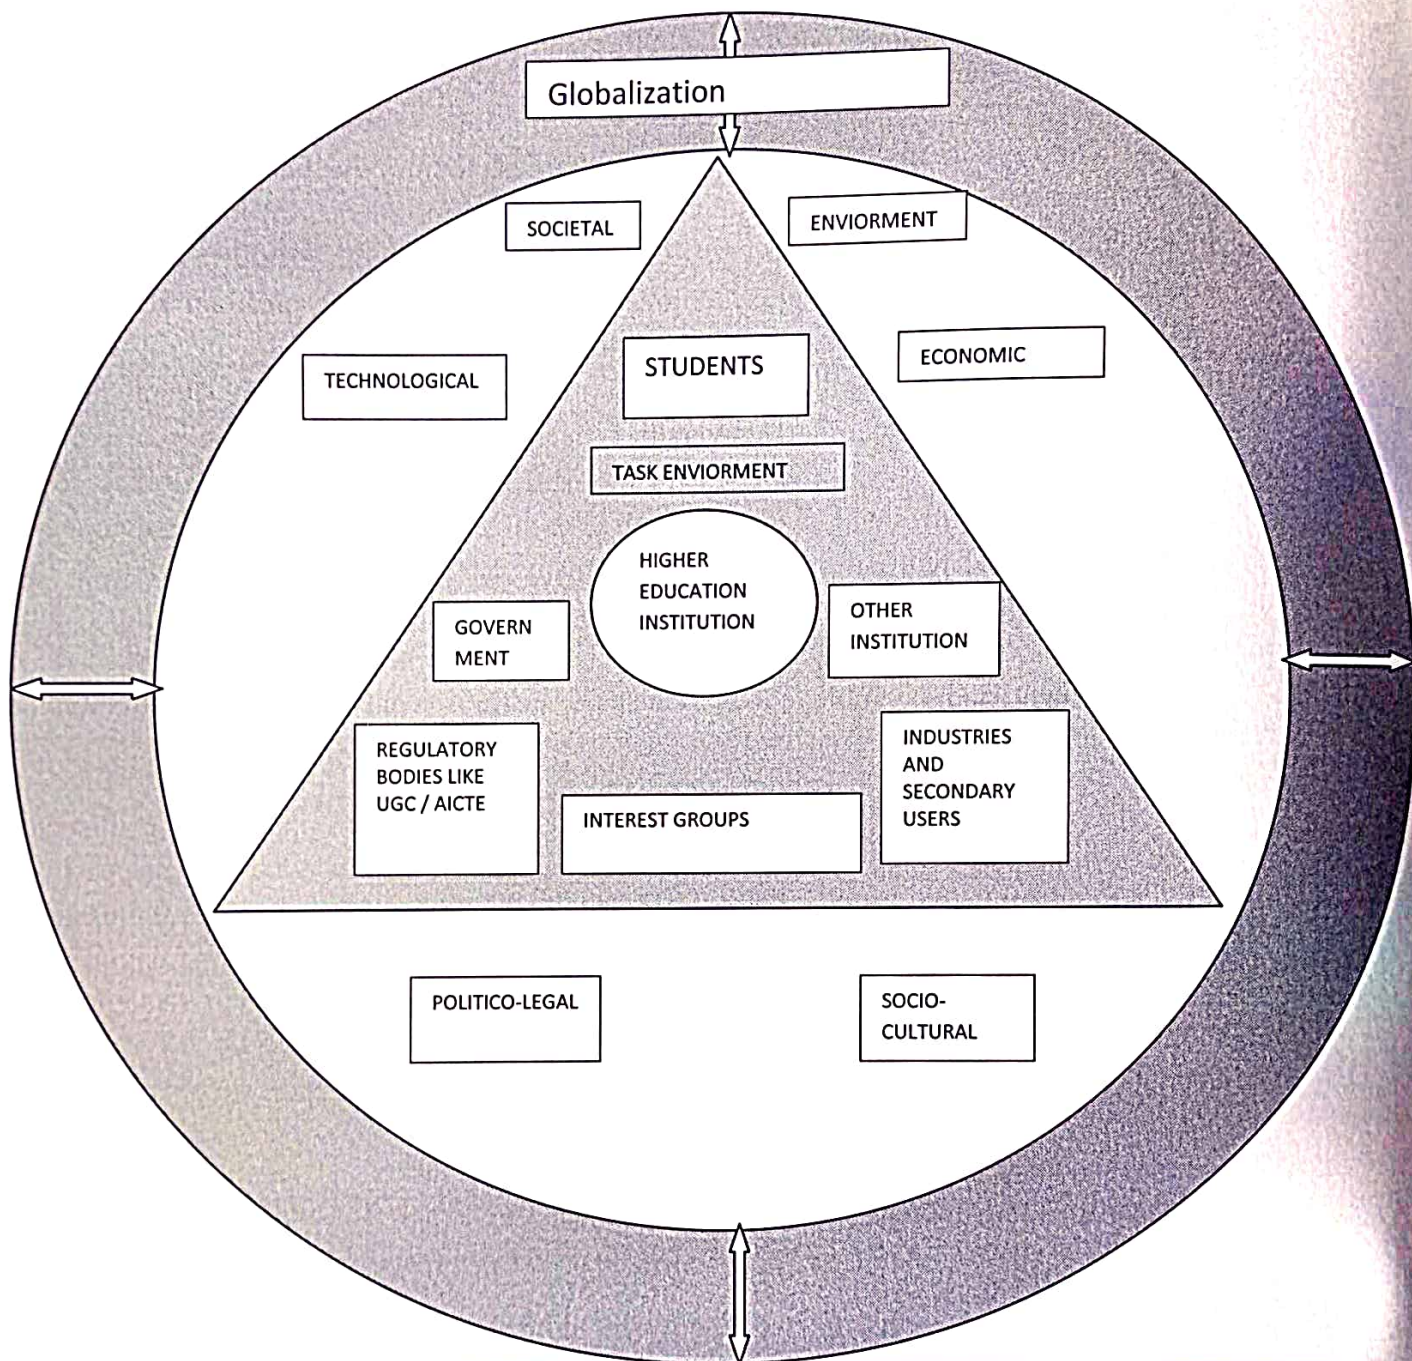 Globalization
SOCIETAL
ENVIORMENT
TECHNOLOGICAL
ECONOMIC
STUDENTS
TASK ENVIORMENT
HIGHER
EDUCATION
INSTITUTION
GOVERN
MENT
OTHER
INSTITUTION
REGULATORY
BODIES LIKE
UGC / AICTE
INTEREST GROUPS
INDUSTRIES
AND
SECONDARY
USERS
POLITICO-LEGAL
SOCIO-
CULTURAL